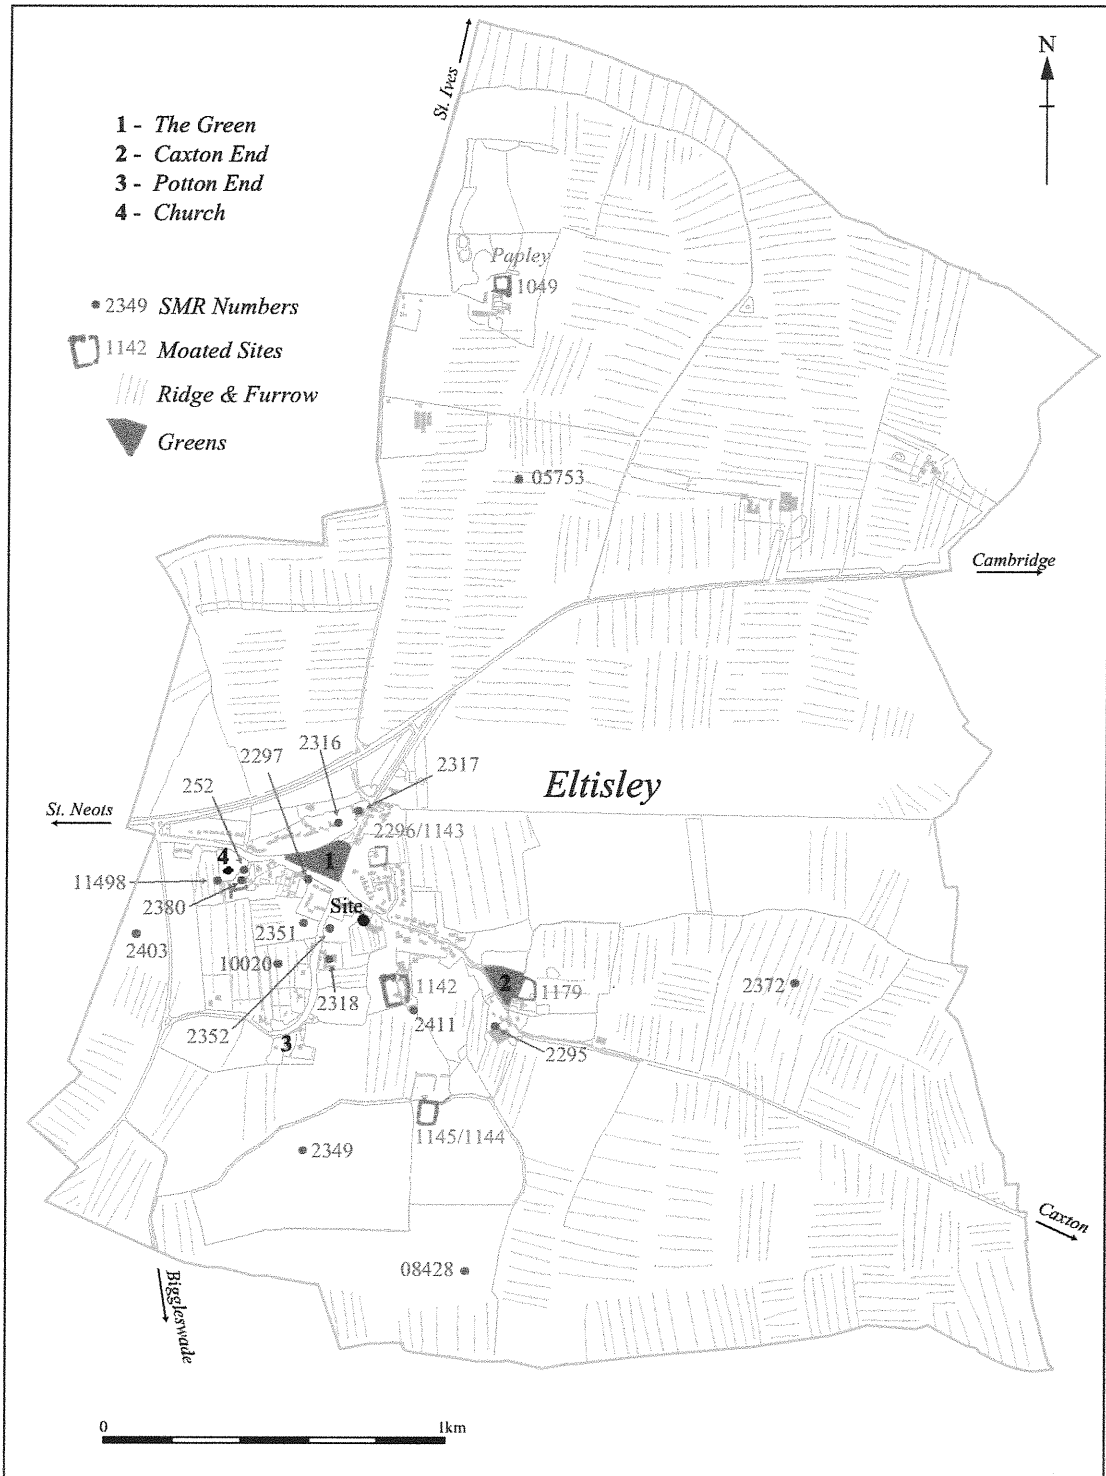 N
St. Ives
1 - The Green
2 - Caxton End
3 - Potton End
4 - Church
Papley
1049
2349 SMR Numbers
1142 Moated Sites
Ridge & Furrow
Greens
05753
Cambridge
2316
2297
2317
252
Eltisley
St. Neots
2296/1143
4
1
11498
2380
Site
2351
2403
10020
2318
1142
2
1179
2372
2411
2352
3
2295
1145/1144
2349
Caxton
08428
Biggleswade
0
1km